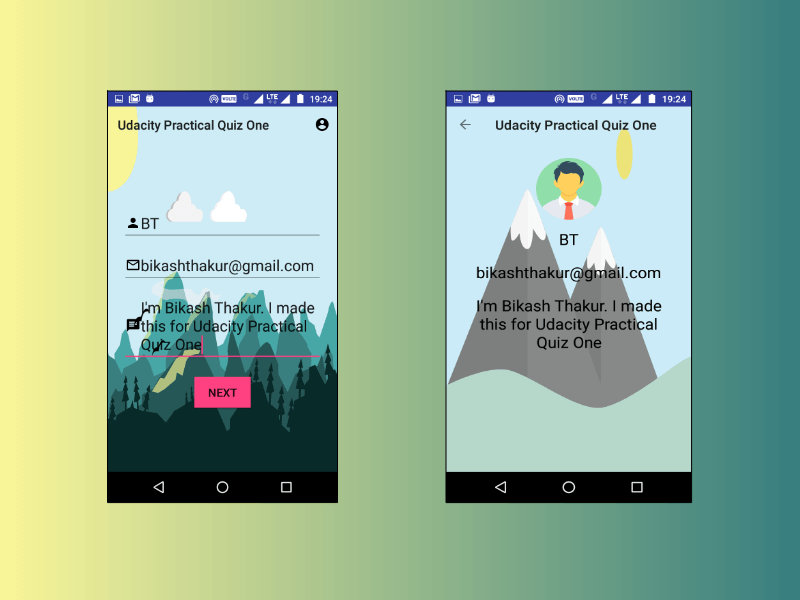 VOLTE G LTE 19:24
Udacity Practical Quiz One
BT
bikashthakur@gmail.com
I'm Bikash Thakur. I made
this for Udacity Practical
Quiz One
NEXT
VOLTE G LTE 19:24
Udacity Practical Quiz One
BT
bikashthakur@gmail.com
I'm Bikash Thakur. I made
this for Udacity Practical
Quiz One